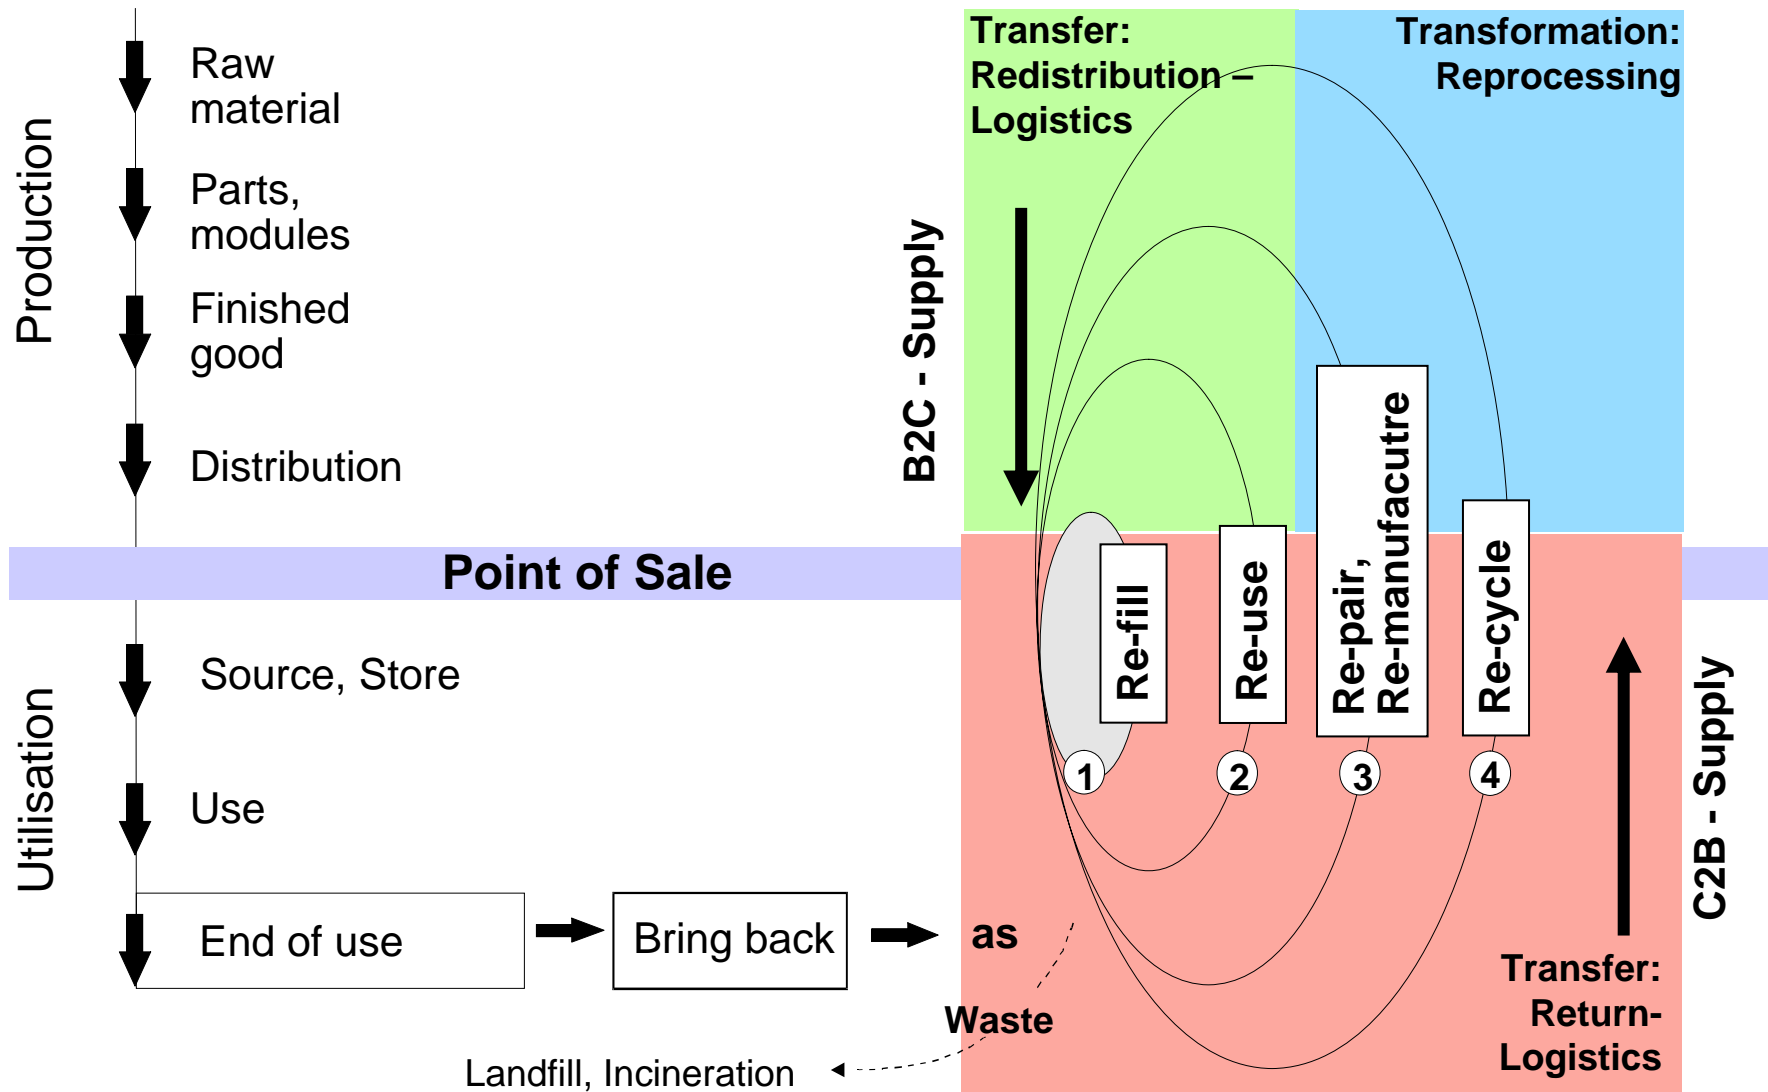 Production
Raw
material
Parts,
modules
Finished
good
Distribution
Point of Sale
Utilisation
Source, Store
Use
End of use
Bring back
as
Waste
Landfill, Incineration
Transfer:
Redistribution –
Logistics
Transformation:
Reprocessing
B2C - Supply
Re-fill
Re-use
Re-pair,
Re-manufacutre
Re-cycle
1
2
3
4
C2B - Supply
Transfer:
Return-
Logistics